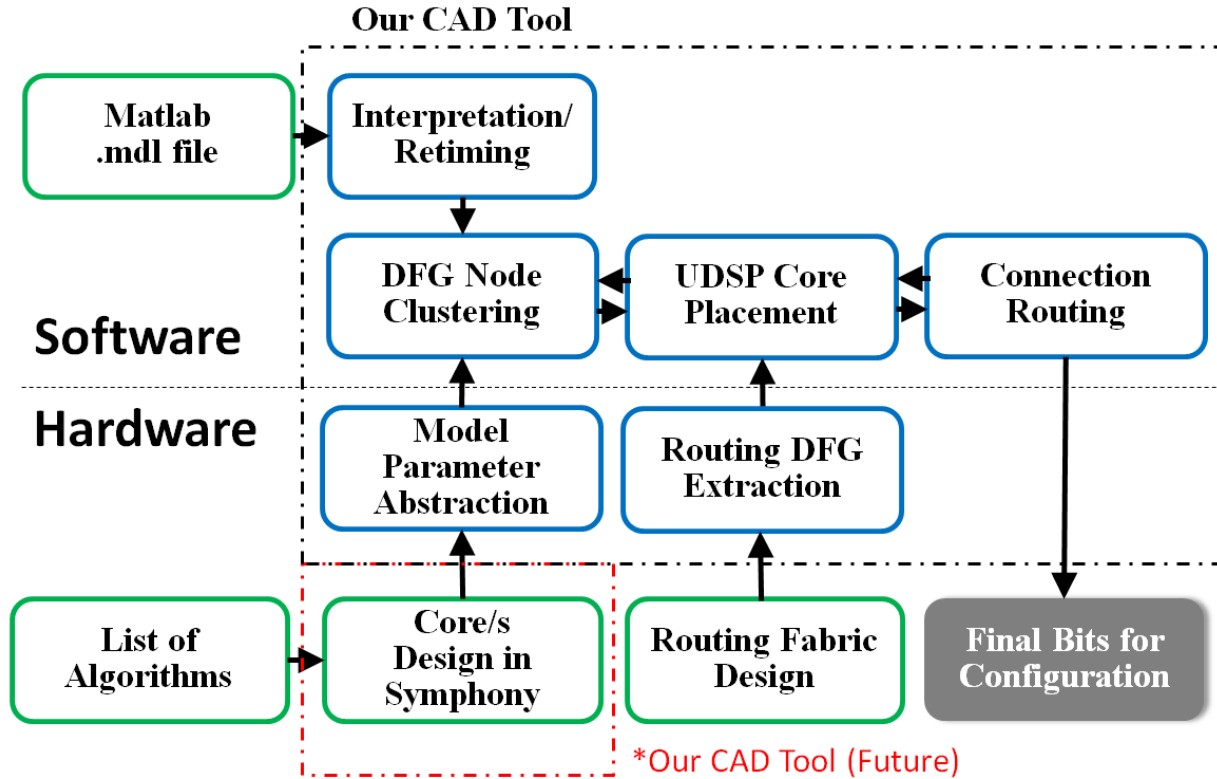 Our CAD Tool
Matlab
.mdl file
Interpretation/
Retiming
DFG Node
Clustering
UDSP Core
Placement
Connection
Routing
Software
Hardware
Model
Parameter
Abstraction
Routing DFG
Extraction
List of
Algorithms
Core/s
Design in
Symphony
Routing Fabric
Design
Final Bits for
Configuration
*Our CAD Tool (Future)